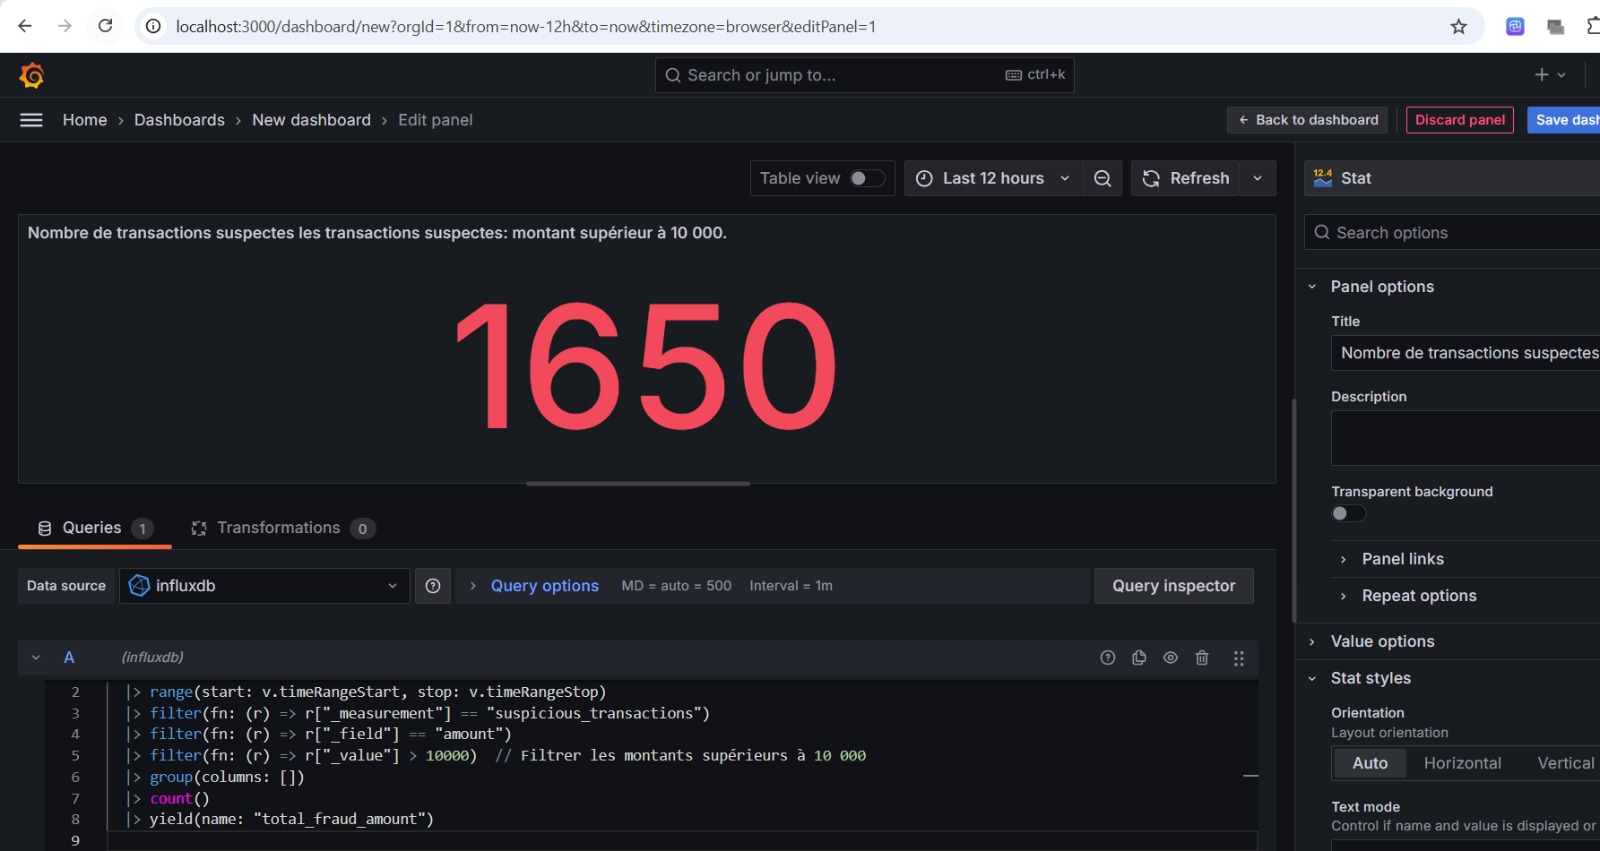 localhost:3000/dashboard/new?orgId=1&from=now-12h&to=now&timezone=browser&editPanel=1
Search or jump to...
ctrl+k
Home › Dashboards › New dashboard › Edit panel
Back to dashboard
Discard panel
Save dash
Table view
Last 12 hours
Refresh
12.4
Stat
Nombre de transactions suspectes les transactions suspectes: montant supérieur à 10 000.
1650
Search options
Panel options
Title
Nombre de transactions suspectes
Description
Transparent background
Panel links
Repeat options
Value options
Stat styles
Orientation
Layout orientation
Auto Horizontal Vertical
Text mode
Control if name and value is displayed or
Queries 1
Transformations 0
Data source
influxdb
Query options
MD = auto = 500
Interval = 1m
Query inspector
A
(influxdb)
2 |> range(start: v.timeRangeStart, stop: v.timeRangeStop)
3 |> filter(fn: (r) => r["_measurement"] == "suspicious_transactions")
4 |> filter(fn: (r) => r["_field"] == "amount")
5 |> filter(fn: (r) => r["_value"] > 10000) // Filtrer les montants supérieurs à 10 000
6 |> group(columns: [])
7 |> count()
8 |> yield(name: "total_fraud_amount")
9